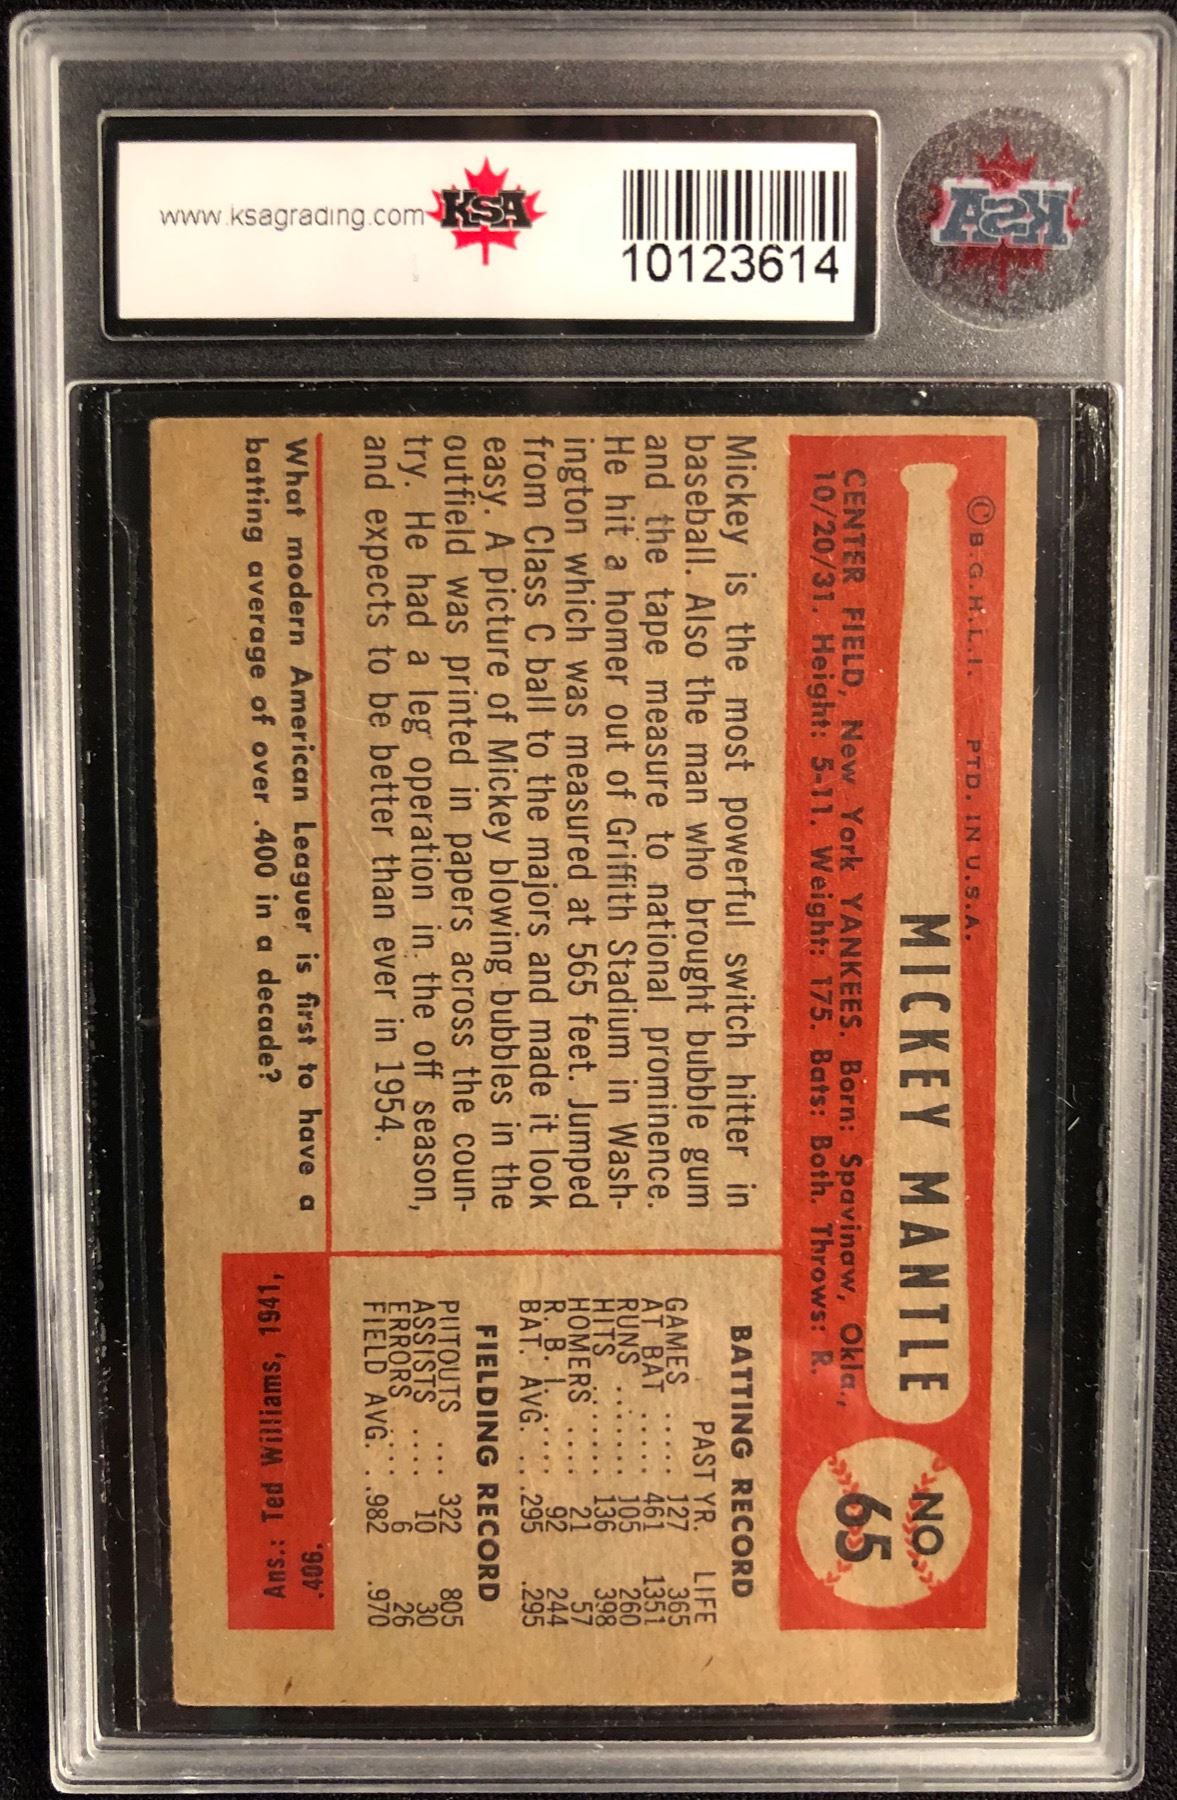 www.ksagrading.com
KSA
10123614
KSA
© B.G.H.L.I. PTD. IN U.S.A.
MICKEY MANTLE
NO.
65
CENTER FIELD, New York YANKEES. Born: Spavinaw, Okla.,
10/20/31. Height: 5-11. Weight: 175. Bats: Both. Throws: R.
Mickey is the most powerful switch hitter in
baseball. Also the man who brought bubble gum
and the tape measure to national prominence.
He hit a homer out of Griffith Stadium in Wash-
ington which was measured at 565 feet. Jumped
from Class C ball to the majors and made it look
easy. A picture of Mickey blowing bubbles in the
outfield was printed in papers across the coun-
try. He had a leg operation in the off season,
and expects to be better than ever in 1954.
BATTING RECORD
PAST YR. LIFE
GAMES ..... 127 365
AT BAT ..... 461 1351
RUNS ....... 105 260
HITS ....... 136 398
HOMERS .... 21 57
R. B. I. .... 92 244
BAT. AVG. .. .295 .295
FIELDING RECORD
PUTOUTS ... 322 805
ASSISTS .... 10 30
ERRORS .... 6 26
FIELD AVG. .. .982 .970
What modern American Leaguer is first to have a
batting average of over .400 in a decade?
Ans.: Ted Williams, 1941,
.406.